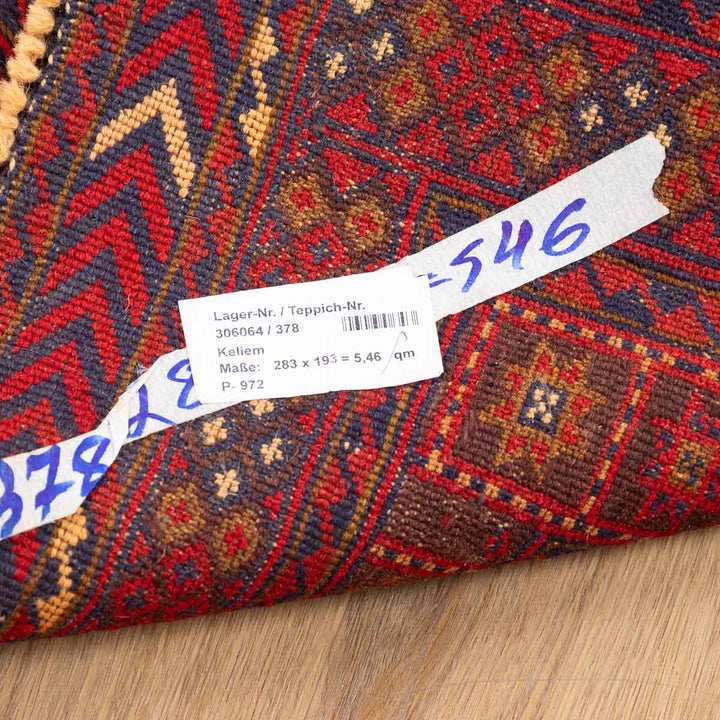 Lager-Nr. / Teppich-Nr.
306064 / 378
Keliem
Maße: 283 x 193 = 5,46 qm
P- 972
378
=546